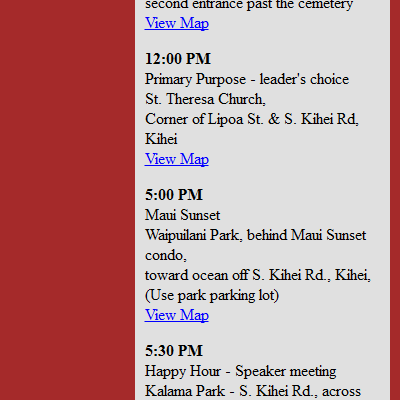 second entrance past the cemetery
View Map
12:00 PM
Primary Purpose - leader's choice
St. Theresa Church,
Corner of Lipoa St. & S. Kihei Rd,
Kihei
View Map
5:00 PM
Maui Sunset
Waipuilani Park, behind Maui Sunset
condo,
toward ocean off S. Kihei Rd., Kihei,
(Use park parking lot)
View Map
5:30 PM
Happy Hour - Speaker meeting
Kalama Park - S. Kihei Rd., across